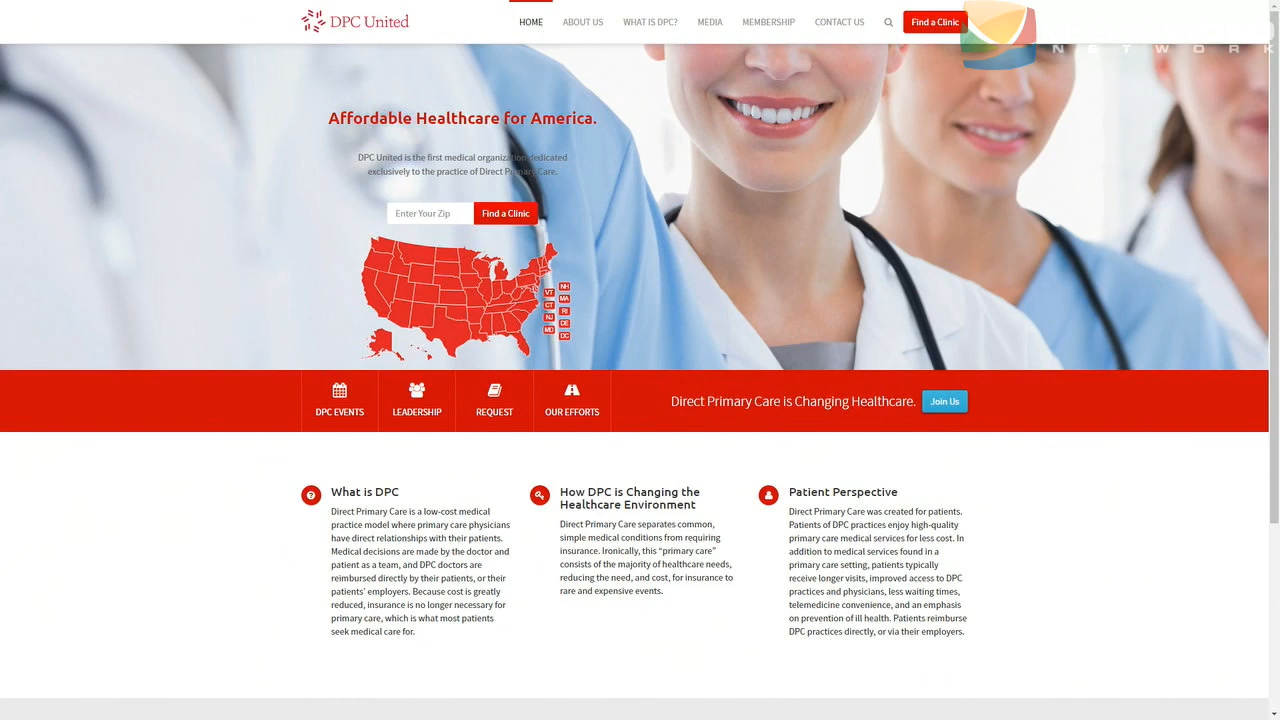 DPC United
HOME ABOUT US WHAT IS DPC? MEDIA MEMBERSHIP CONTACT US Find a Clinic
NETWORK
Affordable Healthcare for America.
DPC United is the first medical organization dedicated
exclusively to the practice of Direct Primary Care.
Enter Your Zip Find a Clinic
NH
VT
MA
CT
RI
NJ
DE
MD
DC
DPC EVENTS LEADERSHIP REQUEST OUR EFFORTS
Direct Primary Care is Changing Healthcare. Join Us
What is DPC
Direct Primary Care is a low-cost medical
practice model where primary care physicians
have direct relationships with their patients.
Medical decisions are made by the doctor and
patient as a team, and DPC doctors are
reimbursed directly by their patients, or their
patients' employers. Because cost is greatly
reduced, insurance is no longer necessary for
primary care, which is what most patients
seek medical care for.
How DPC is Changing the
Healthcare Environment
Direct Primary Care separates common,
simple medical conditions from requiring
insurance. Ironically, this “primary care”
consists of the majority of healthcare needs,
reducing the need, and cost, for insurance to
rare and expensive events.
Patient Perspective
Direct Primary Care was created for patients.
Patients of DPC practices enjoy high-quality
primary care medical services for less cost. In
addition to medical services found in a
primary care setting, patients typically
receive longer visits, improved access to DPC
practices and physicians, less waiting times,
telemedicine convenience, and an emphasis
on prevention of ill health. Patients reimburse
DPC practices directly, or via their employers.